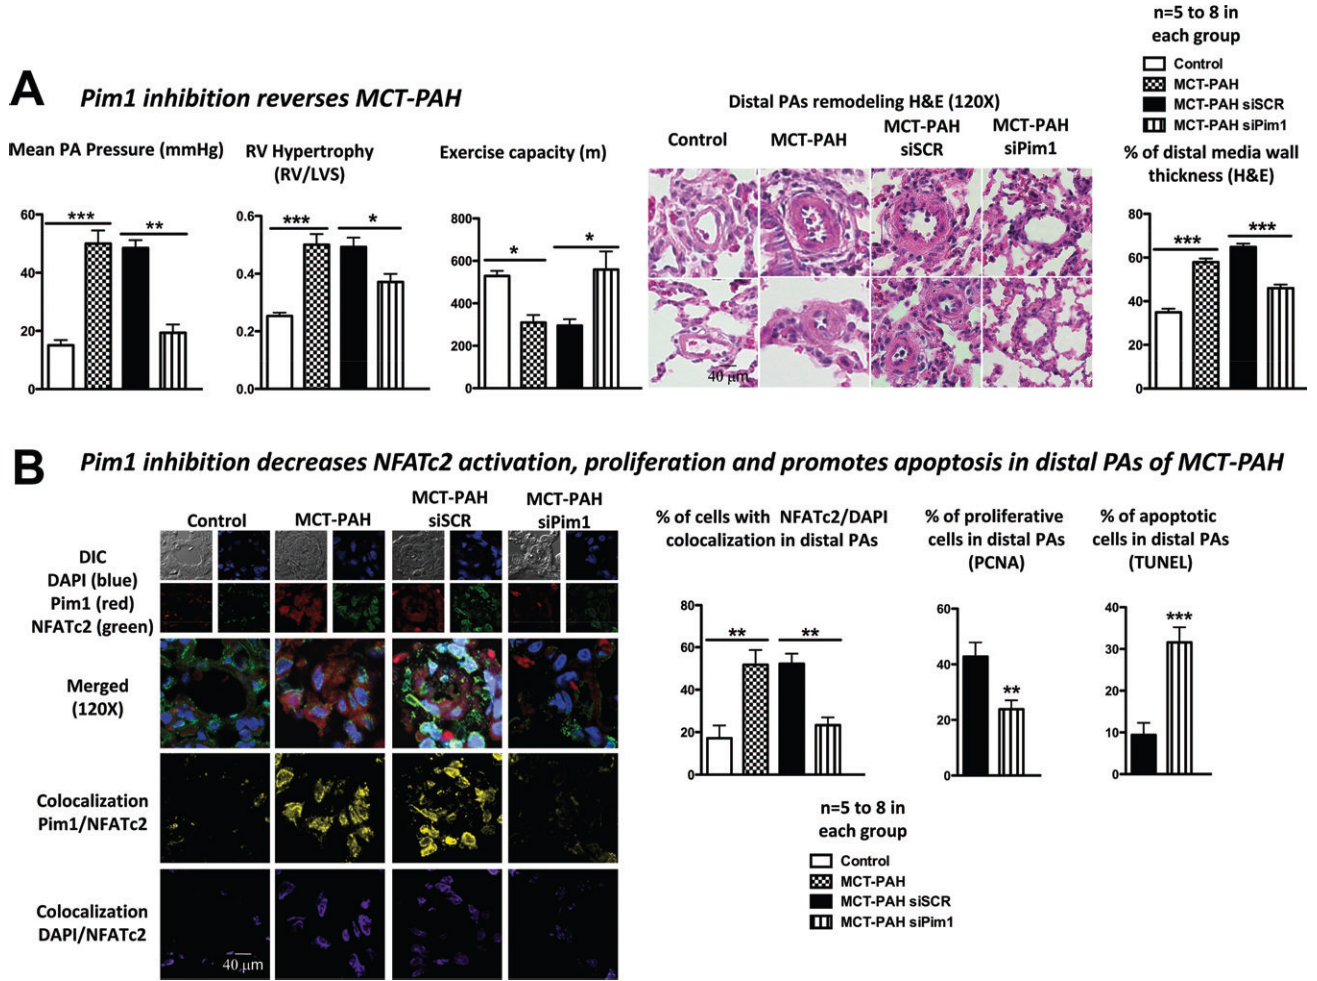 n=5 to 8 in
each group
Control
MCT-PAH
MCT-PAH siSCR
MCT-PAH siPim1
A Pim1 inhibition reverses MCT-PAH
Mean PA Pressure (mmHg)
60
40
20
0
***
**
RV Hypertrophy
(RV/LVS)
0.6
0.4
0.2
0.0
***
*
Exercise capacity (m)
800
600
400
200
0
*
*
Distal PAs remodeling H&E (120X)
Control
MCT-PAH
MCT-PAH
siSCR
MCT-PAH
siPim1
40 µm
% of distal media wall
thickness (H&E)
80
60
40
20
0
***
***
B Pim1 inhibition decreases NFATc2 activation, proliferation and promotes apoptosis in distal PAs of MCT-PAH
Control
MCT-PAH
MCT-PAH
siSCR
MCT-PAH
siPim1
DIC
DAPI (blue)
Pim1 (red)
NFATc2 (green)
Merged
(120X)
Colocalization
Pim1/NFATc2
Colocalization
DAPI/NFATc2
40 µm
% of cells with NFATc2/DAPI
colocalization in distal PAs
80
60
40
20
0
**
**
% of proliferative
cells in distal PAs
(PCNA)
60
40
20
0
**
% of apoptotic
cells in distal PAs
(TUNEL)
40
30
20
10
0
***
n=5 to 8 in
each group
Control
MCT-PAH
MCT-PAH siSCR
MCT-PAH siPim1